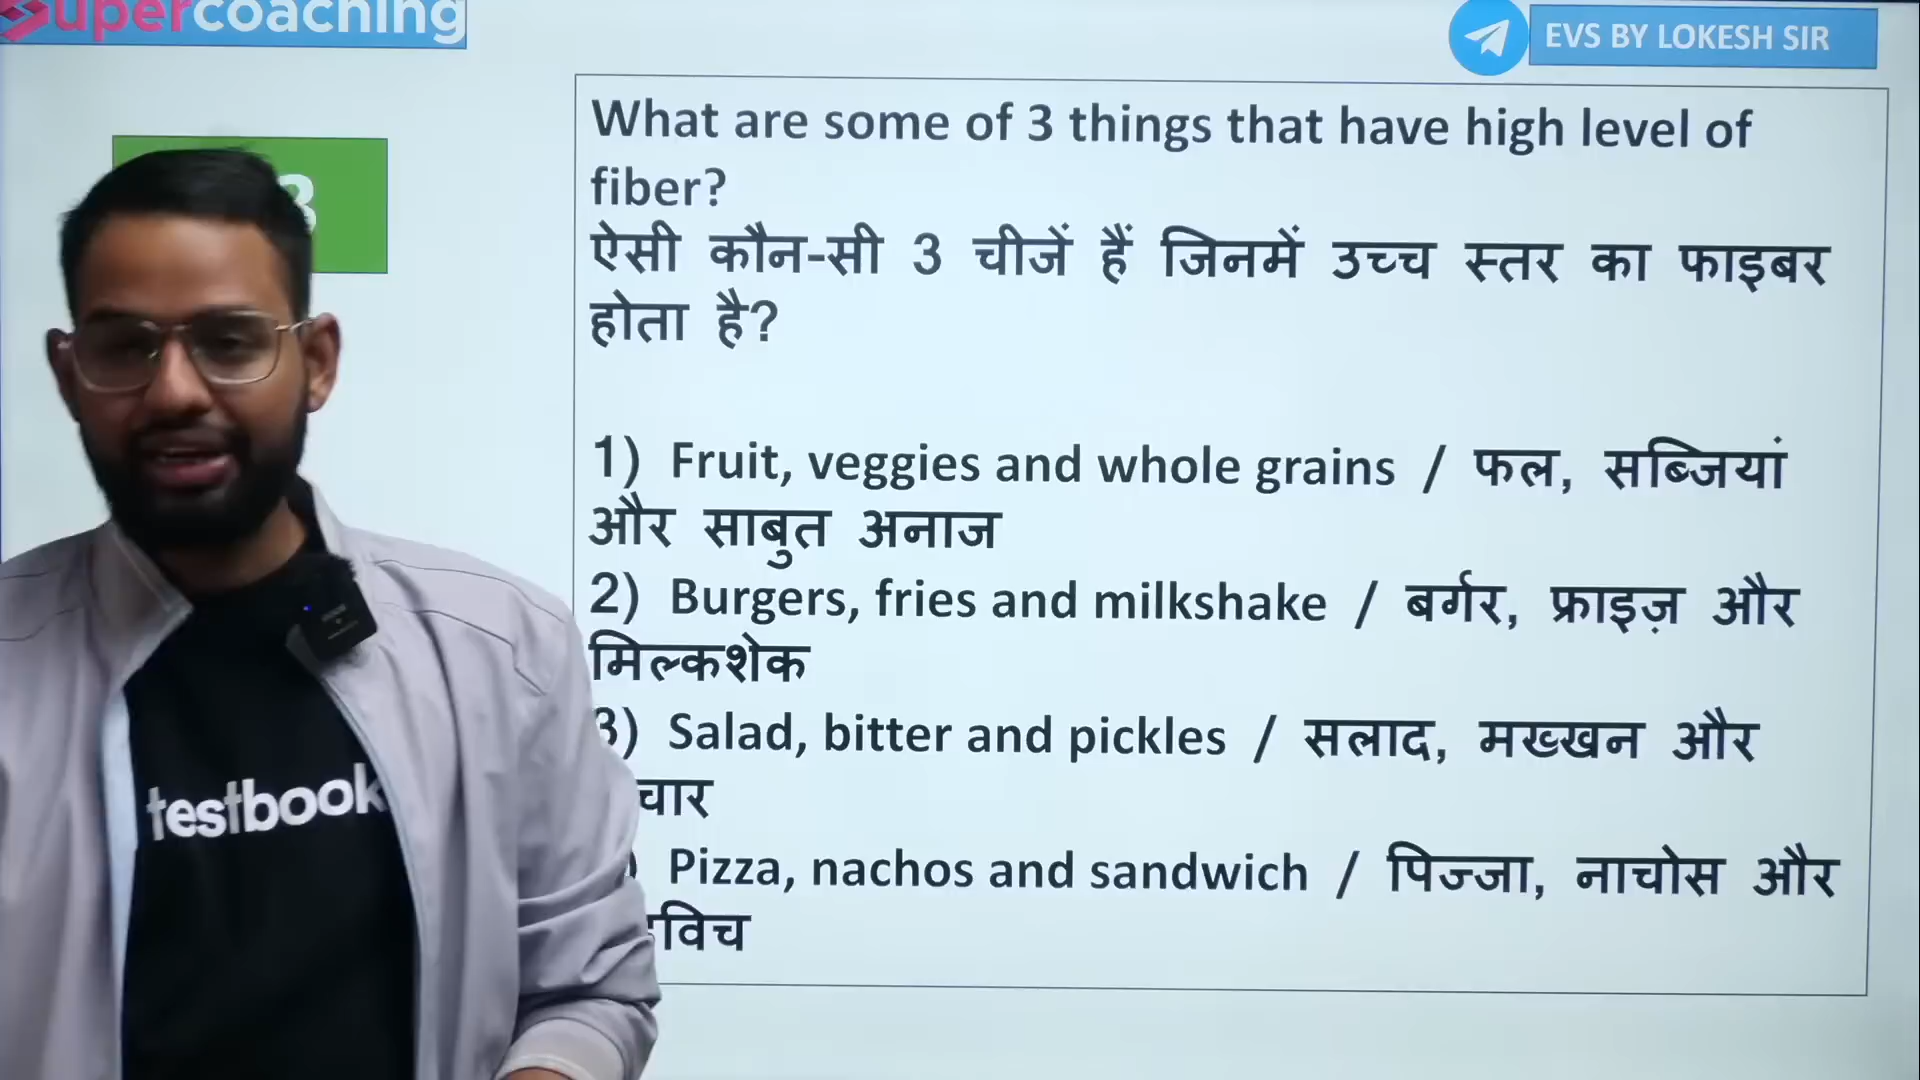 Supercoaching
EVS BY LOKESH SIR
What are some of 3 things that have high level of
fiber?
ऐसी कौन-सी 3 चीजें हैं जिनमें उच्च स्तर का फाइबर
होता है?
1) Fruit, veggies and whole grains / फल, सब्जियां
और साबुत अनाज
2) Burgers, fries and milkshake / बर्गर, फ्राइज़ और
मिल्कशेक
3) Salad, bitter and pickles / सलाद, मख्खन और
चार
Pizza, nachos and sandwich / पिज्जा, नाचोस और
testbook